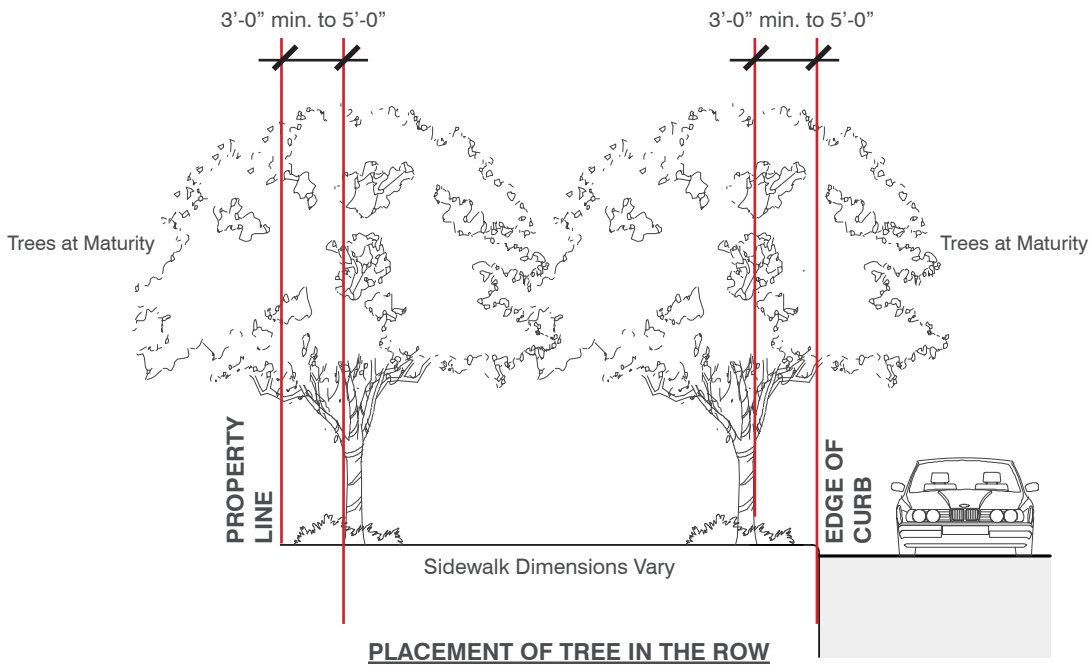 3’-0” min. to 5’-0”
3’-0” min. to 5’-0”
Trees at Maturity
Trees at Maturity
PROPERTY
LINE
EDGE OF
CURB
Sidewalk Dimensions Vary
PLACEMENT OF TREE IN THE ROW